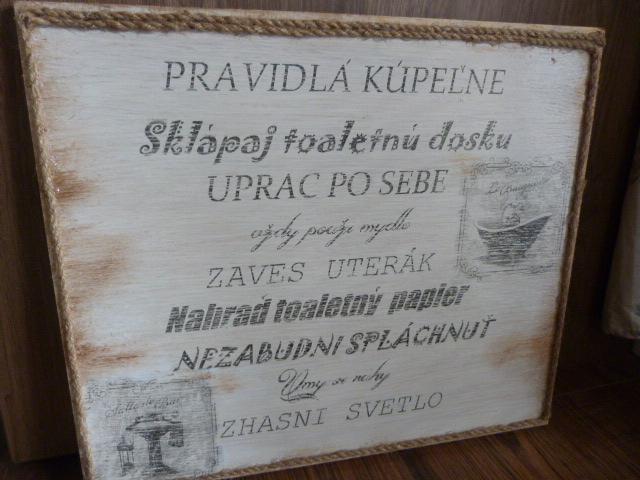 PRAVIDLÁ KÚPEĽNE
Sklápaj toaletnú dosku
UPRAC PO SEBE
vždy použi mydlo
ZAVES UTERÁK
Nahraď toaletný papier
NEZABUDNI SPLÁCHNUŤ
Umy si ruky
ZHASNI SVETLO